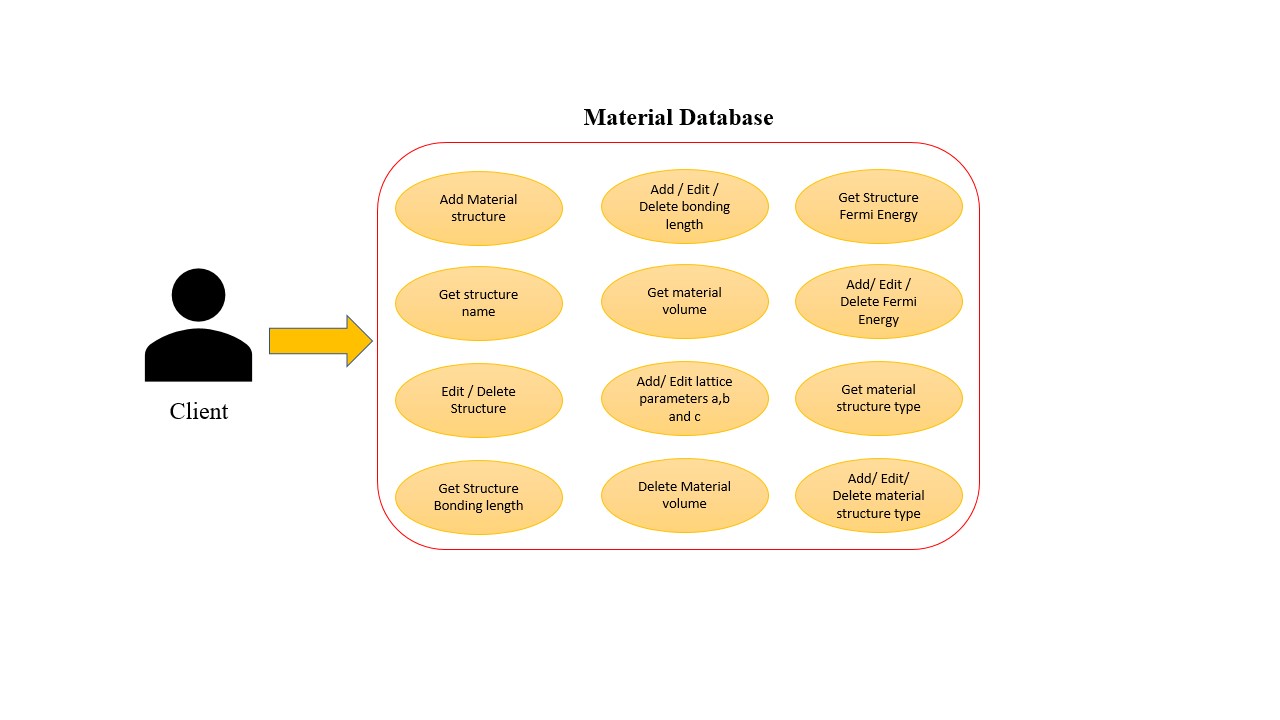 Material Database
Add Material
structure
Add / Edit /
Delete bonding
length
Get Structure
Fermi Energy
Get structure
name
Get material
volume
Add/ Edit /
Delete Fermi
Energy
Edit / Delete
Structure
Add/ Edit lattice
parameters a,b
and c
Get material
structure type
Get Structure
Bonding length
Delete Material
volume
Add/ Edit/
Delete material
structure type
Client